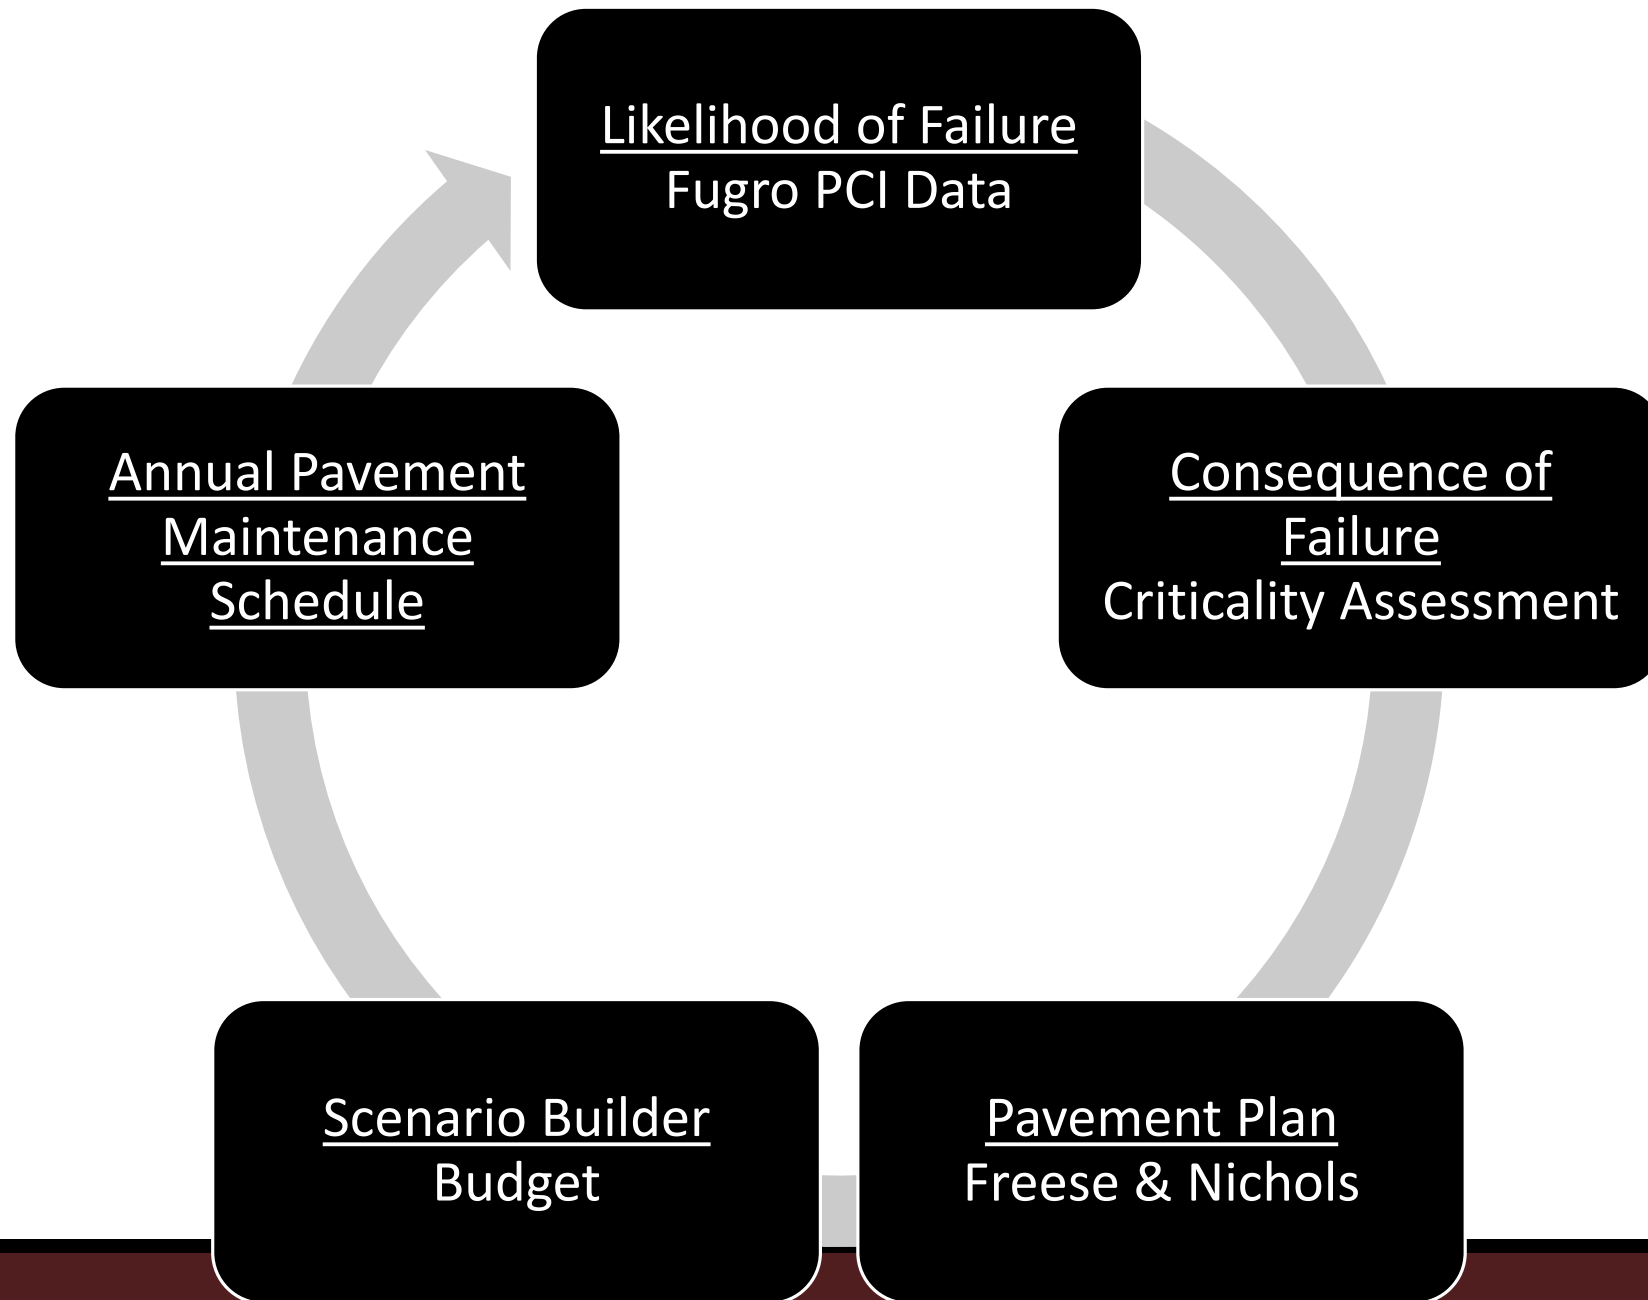 Likelihood of Failure
Fugro PCI Data
Consequence of
Failure
Criticality Assessment
Pavement Plan
Freese & Nichols
Scenario Builder
Budget
Annual Pavement
Maintenance
Schedule